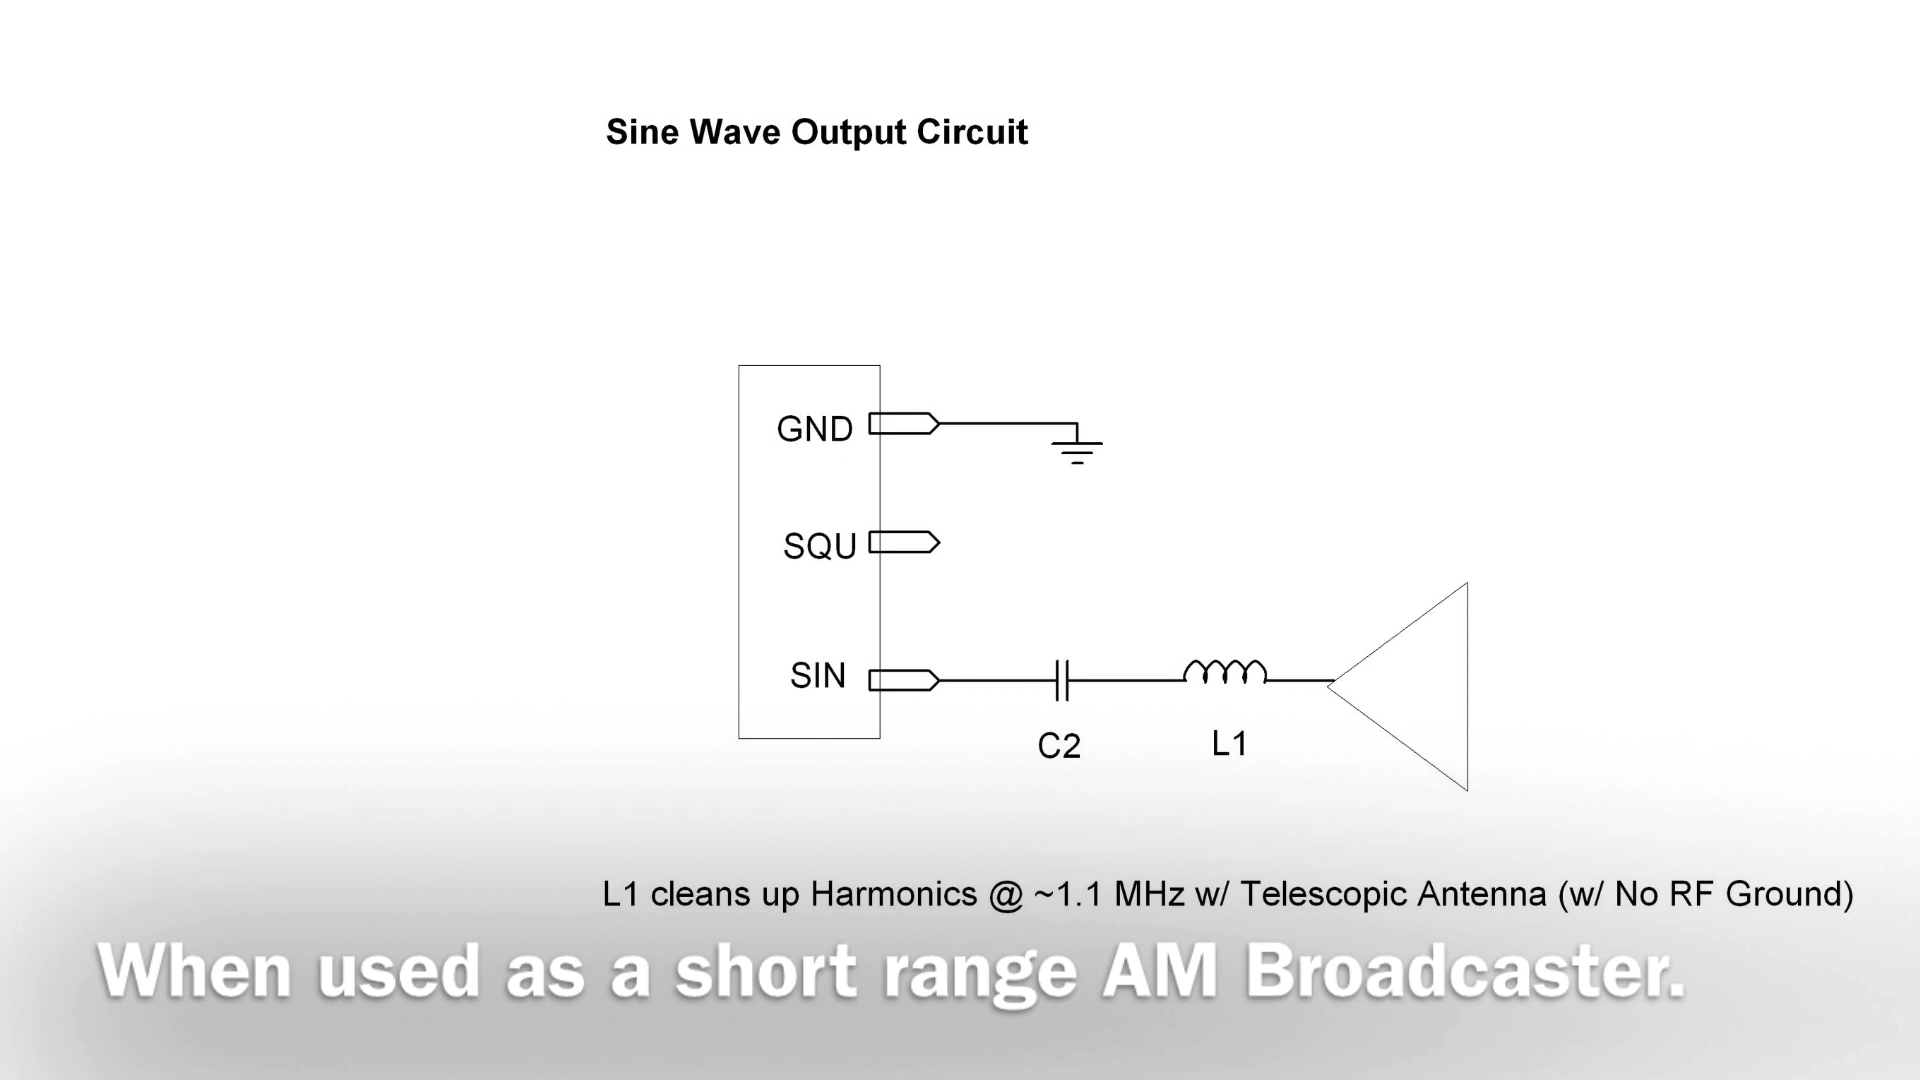 Sine Wave Output Circuit
GND
SQU
SIN
C2
L1
L1 cleans up Harmonics @ ~1.1 MHz w/ Telescopic Antenna (w/ No RF Ground)
When used as a short range AM Broadcaster.